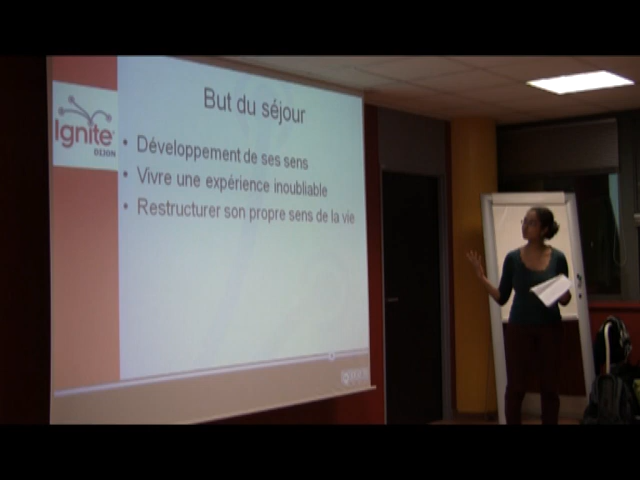 But du séjour
Ignite
DIJON
• Développement de ses sens
• Vivre une expérience inoubliable
• Restructurer son propre sens de la vie